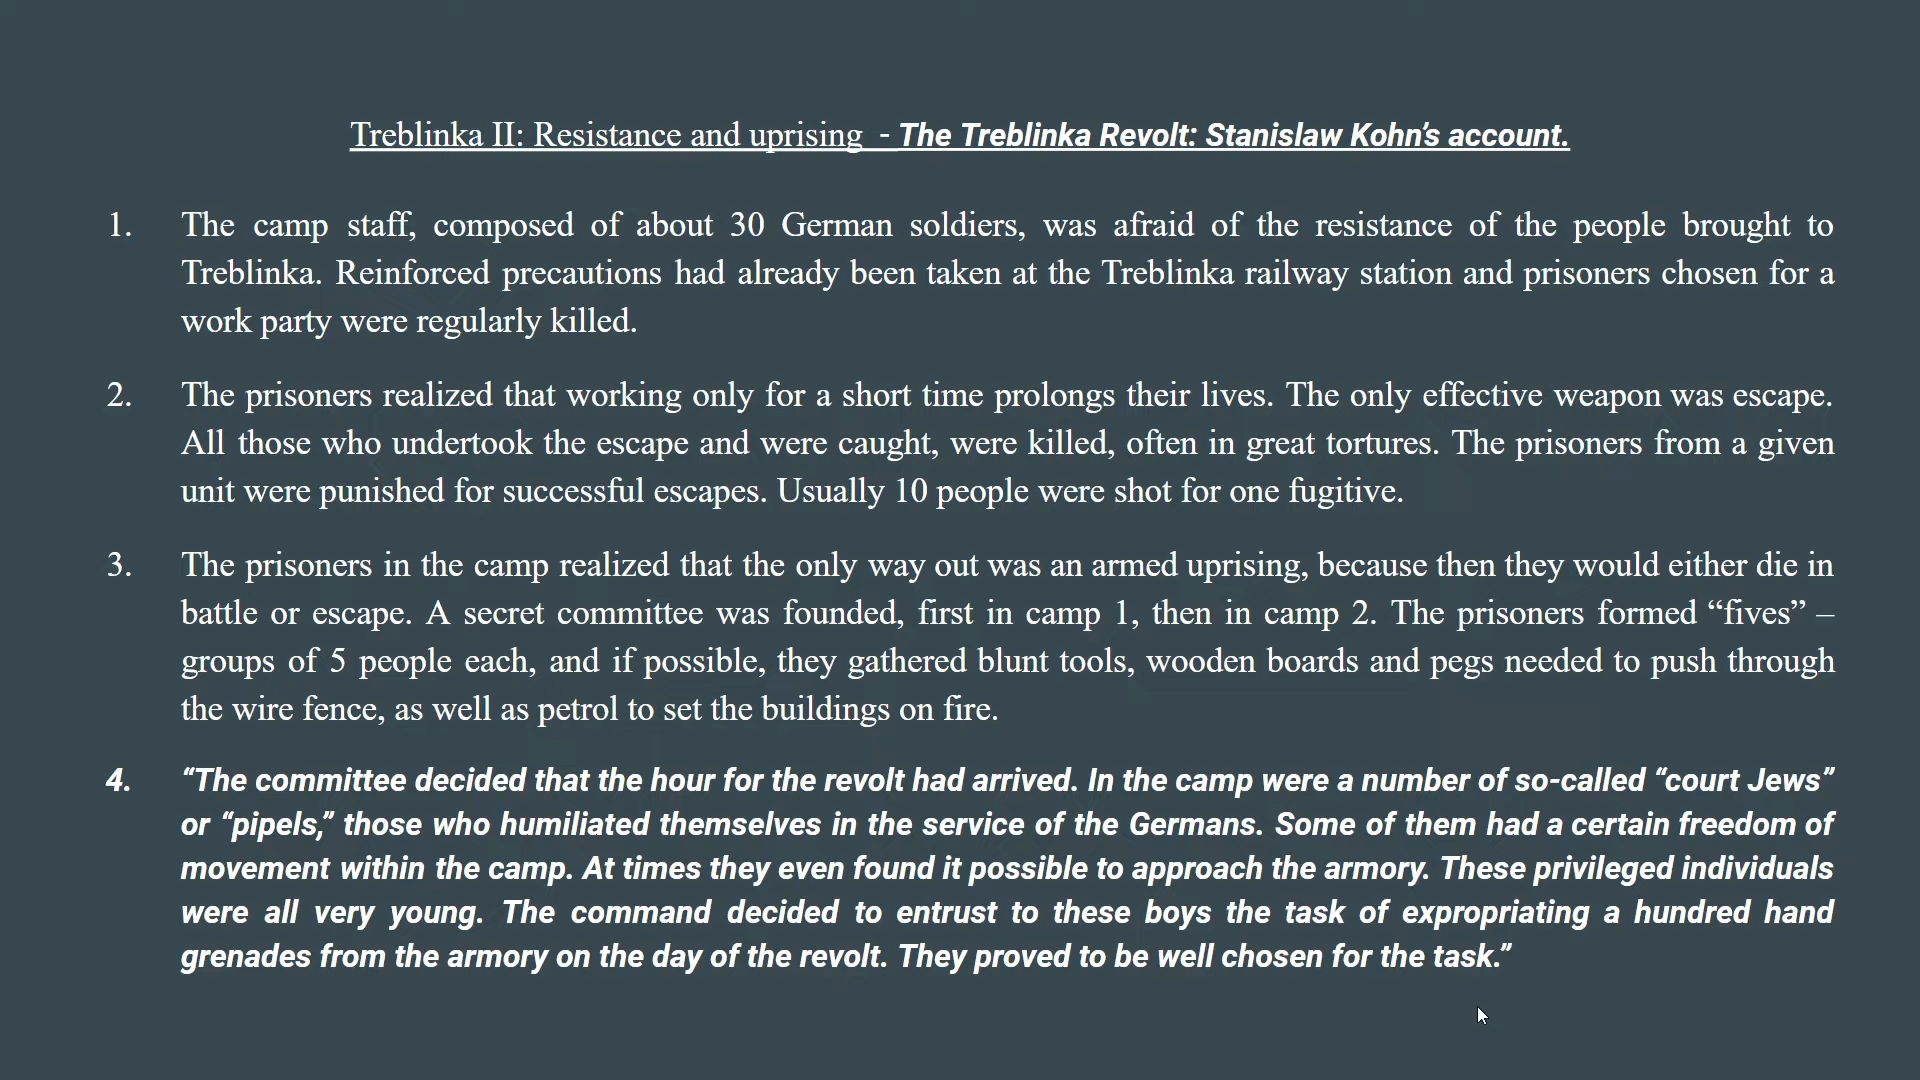 Treblinka II: Resistance and uprising - The Treblinka Revolt: Stanislaw Kohn’s account.
1. The camp staff, composed of about 30 German soldiers, was afraid of the resistance of the people brought to
Treblinka. Reinforced precautions had already been taken at the Treblinka railway station and prisoners chosen for a
work party were regularly killed.
2. The prisoners realized that working only for a short time prolongs their lives. The only effective weapon was escape.
All those who undertook the escape and were caught, were killed, often in great tortures. The prisoners from a given
unit were punished for successful escapes. Usually 10 people were shot for one fugitive.
3. The prisoners in the camp realized that the only way out was an armed uprising, because then they would either die in
battle or escape. A secret committee was founded, first in camp 1, then in camp 2. The prisoners formed “fives” –
groups of 5 people each, and if possible, they gathered blunt tools, wooden boards and pegs needed to push through
the wire fence, as well as petrol to set the buildings on fire.
4. “The committee decided that the hour for the revolt had arrived. In the camp were a number of so-called “court Jews”
or “pipels,” those who humiliated themselves in the service of the Germans. Some of them had a certain freedom of
movement within the camp. At times they even found it possible to approach the armory. These privileged individuals
were all very young. The command decided to entrust to these boys the task of expropriating a hundred hand
grenades from the armory on the day of the revolt. They proved to be well chosen for the task.”